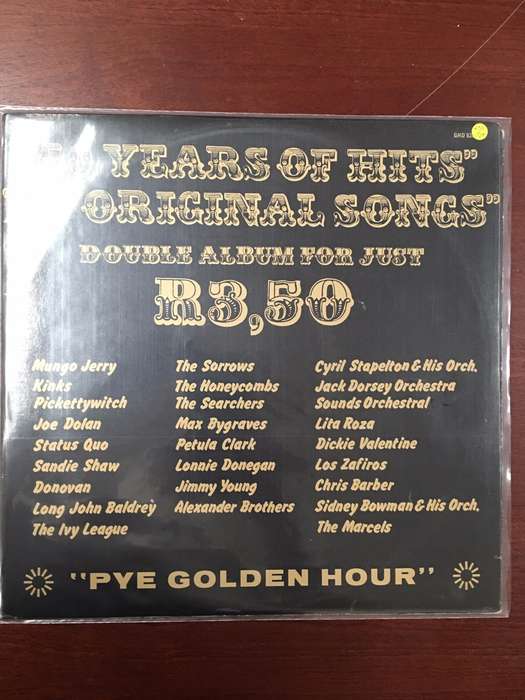 YEARS OF HITS"
"ORIGINAL SONGS"
DOUBLE ALBUM FOR JUST
R3,50
Mungo Jerry
Kinks
Pickettywitch
Joe Dolan
Status Quo
Sandie Shaw
Donovan
Long John Baldrey
The Ivy League
The Sorrows
The Honeycombs
The Searchers
Max Bygraves
Petula Clark
Lonnie Donegan
Jimmy Young
Alexander Brothers
Cyril Stapelton & His Orch.
Jack Dorsey Orchestra
Sounds Orchestral
Lita Roza
Dickie Valentine
Los Zafiros
Chris Barber
Sidney Bowman & His Orch.
The Marcels
"PYE GOLDEN HOUR"